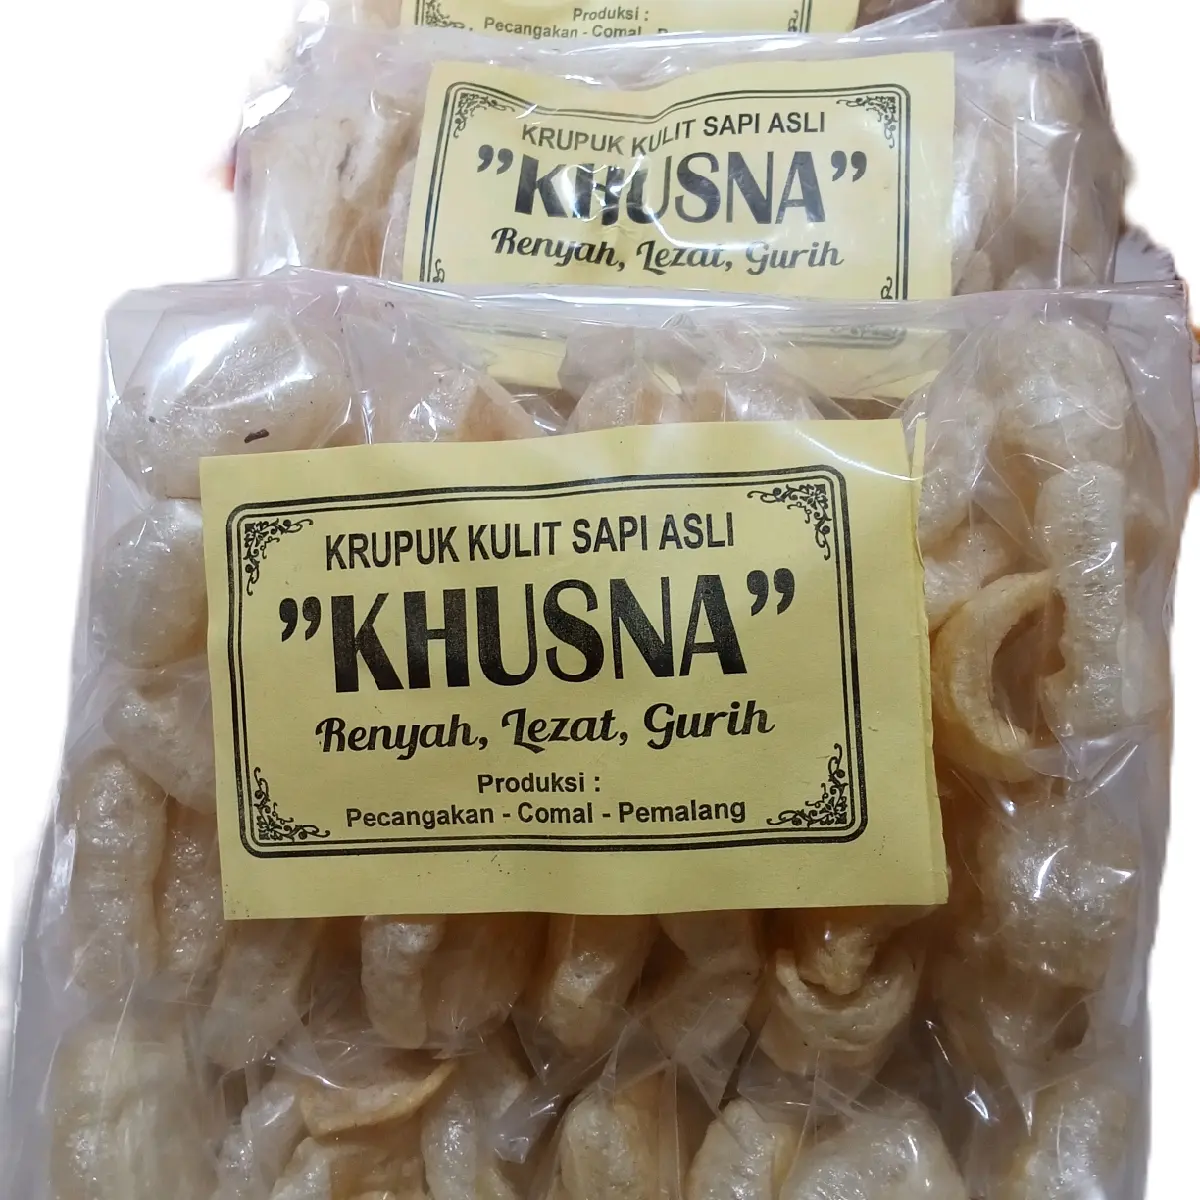 Produksi :
Pecangakan - Comal -
KRUPUK KULIT SAPI ASLI
”KHUSNA”
Renyah, Lezat, Gurih
KRUPUK KULIT SAPI ASLI
”KHUSNA”
Renyah, Lezat, Gurih
Produksi :
Pecangakan - Comal - Pemalang